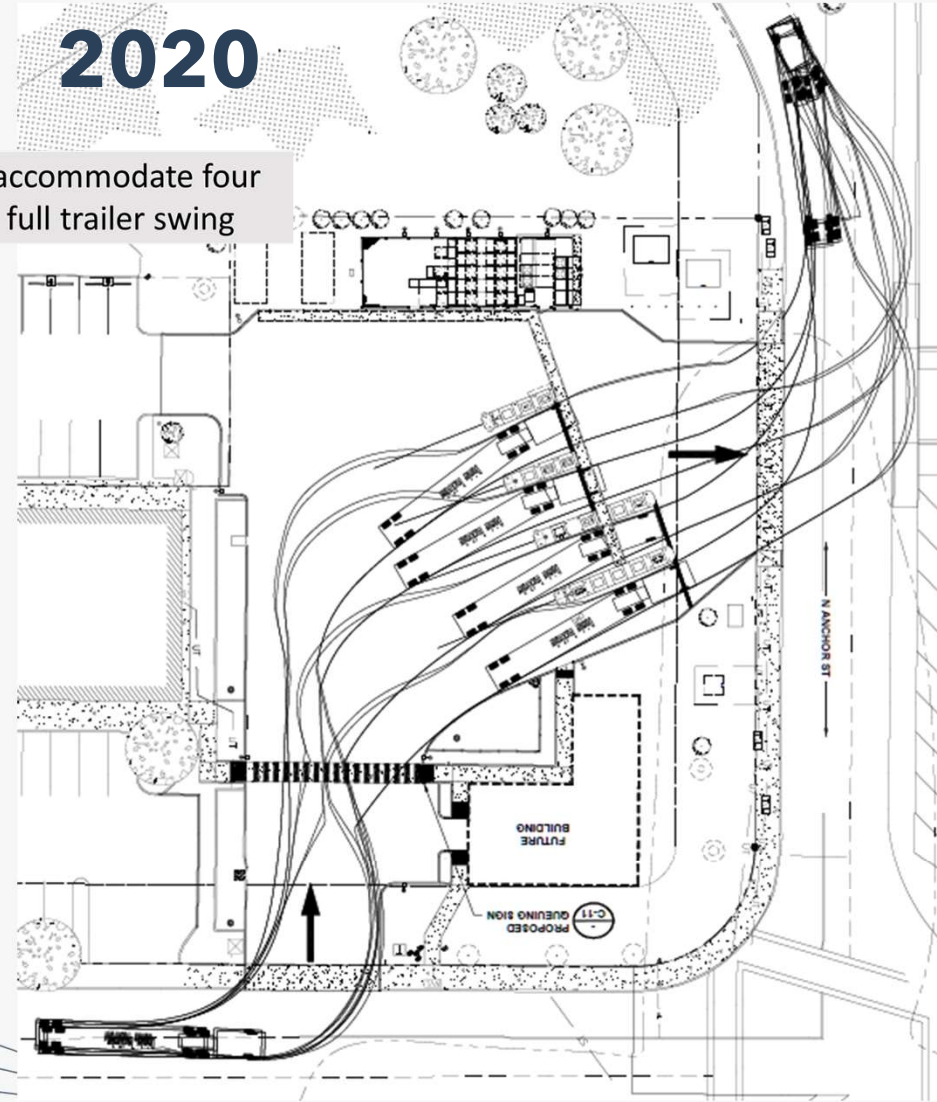 2020
accommodate four
full trailer swing
N ANCHOR ST
FUTURE
BUILDING
PROPOSED
QUEUING SIGN
-
C-11